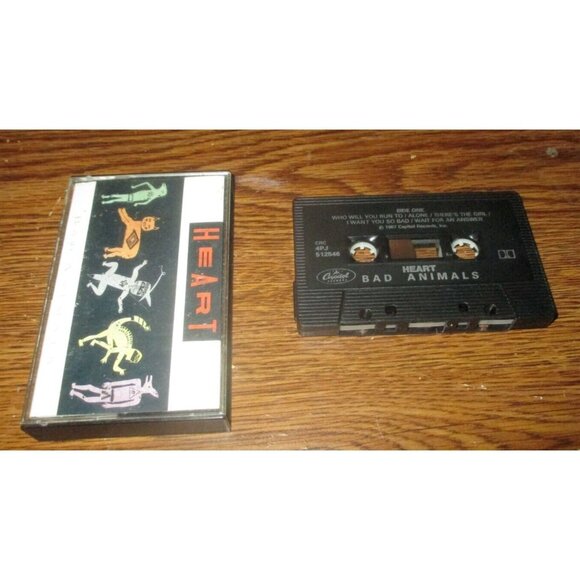 HEART
SIDE ONE
WHO WILL YOU RUN TO / ALONE / THERE'S THE GIRL /
I WANT YOU SO BAD / WAIT FOR AN ANSWER
℗ 1987 Capitol Records, Inc.
CRC
4PJ
512546
Capitol
HEART
BAD ANIMALS